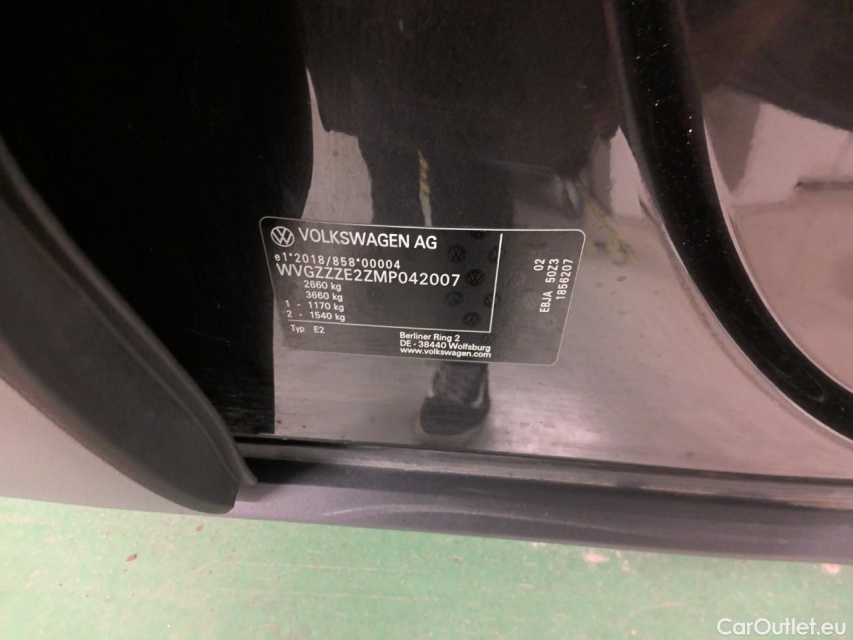 VOLKSWAGEN AG
e1*2018/858*00004
WVGZZZE2ZMP042007
2660 kg
3660 kg
1 - 1170 kg
2 - 1540 kg
Typ E2
Berliner Ring 2
DE - 38440 Wolfsburg
www.volkswagen.com
02
EBJA 50Z3
1856207
CarOutlet.eu